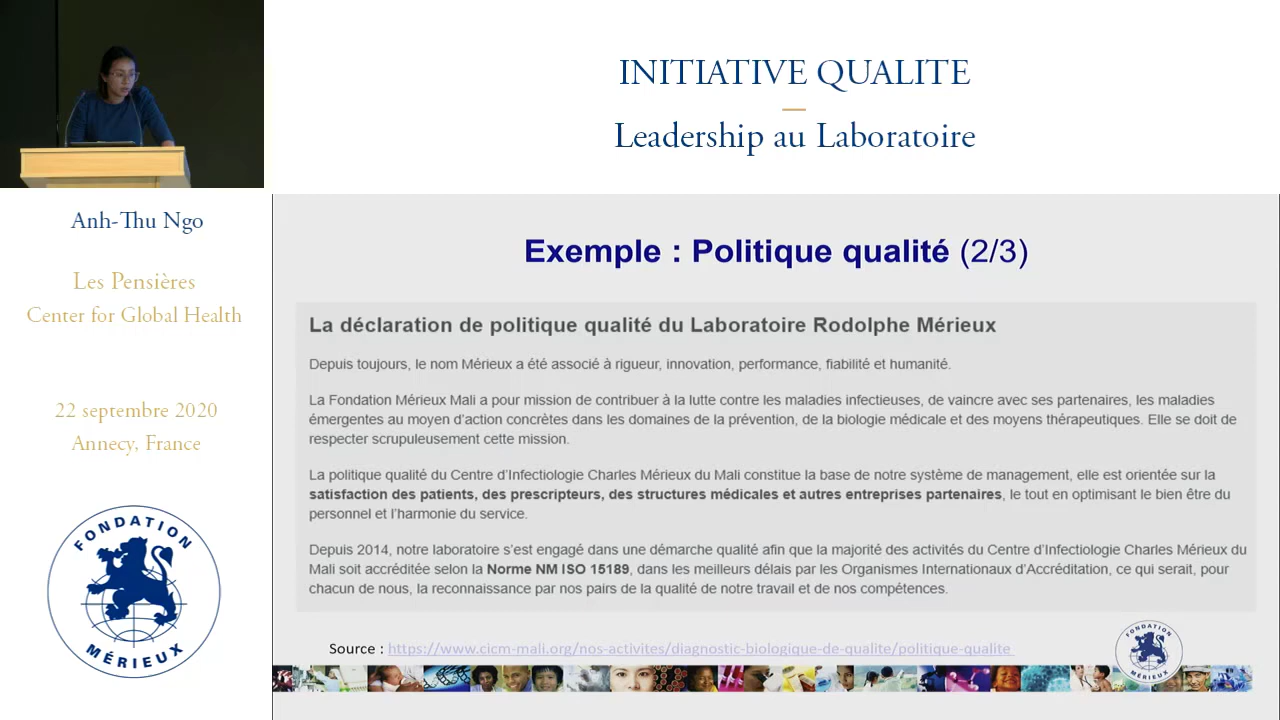 INITIATIVE QUALITE
Leadership au Laboratoire
Anh-Thu Ngo
Les Pensières
Center for Global Health
22 septembre 2020
Annecy, France
FONDATION
MÉRIEUX
Exemple : Politique qualité (2/3)
La déclaration de politique qualité du Laboratoire Rodolphe Mérieux
Depuis toujours, le nom Mérieux a été associé à rigueur, innovation, performance, fiabilité et humanité.
La Fondation Mérieux Mali a pour mission de contribuer à la lutte contre les maladies infectieuses, de vaincre avec ses partenaires, les maladies
émergentes au moyen d'action concrètes dans les domaines de la prévention, de la biologie médicale et des moyens thérapeutiques. Elle se doit de
respecter scrupuleusement cette mission.
La politique qualité du Centre d'Infectiologie Charles Mérieux du Mali constitue la base de notre système de management, elle est orientée sur la
satisfaction des patients, des prescripteurs, des structures médicales et autres entreprises partenaires, le tout en optimisant le bien être du
personnel et l'harmonie du service.
Depuis 2014, notre laboratoire s'est engagé dans une démarche qualité afin que la majorité des activités du Centre d'Infectiologie Charles Mérieux du
Mali soit accréditée selon la Norme NM ISO 15189, dans les meilleurs délais par les Organismes Internationaux d'Accréditation, ce qui serait, pour
chacun de nous, la reconnaissance par nos pairs de la qualité de notre travail et de nos compétences.
Source : https://www.cicm-mali.org/nos-activites/diagnostic-biologique-de-qualite/politique-qualite
FONDATION
MÉRIEUX